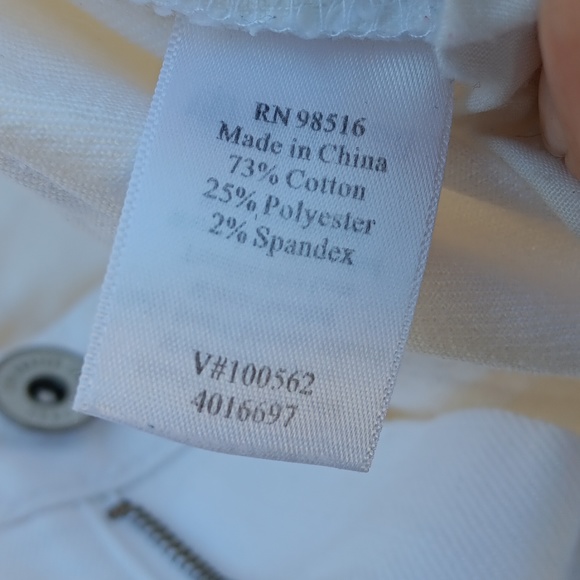 RN 98516
Made in China
73% Cotton
25% Polyester
2% Spandex
V#100562
4016697